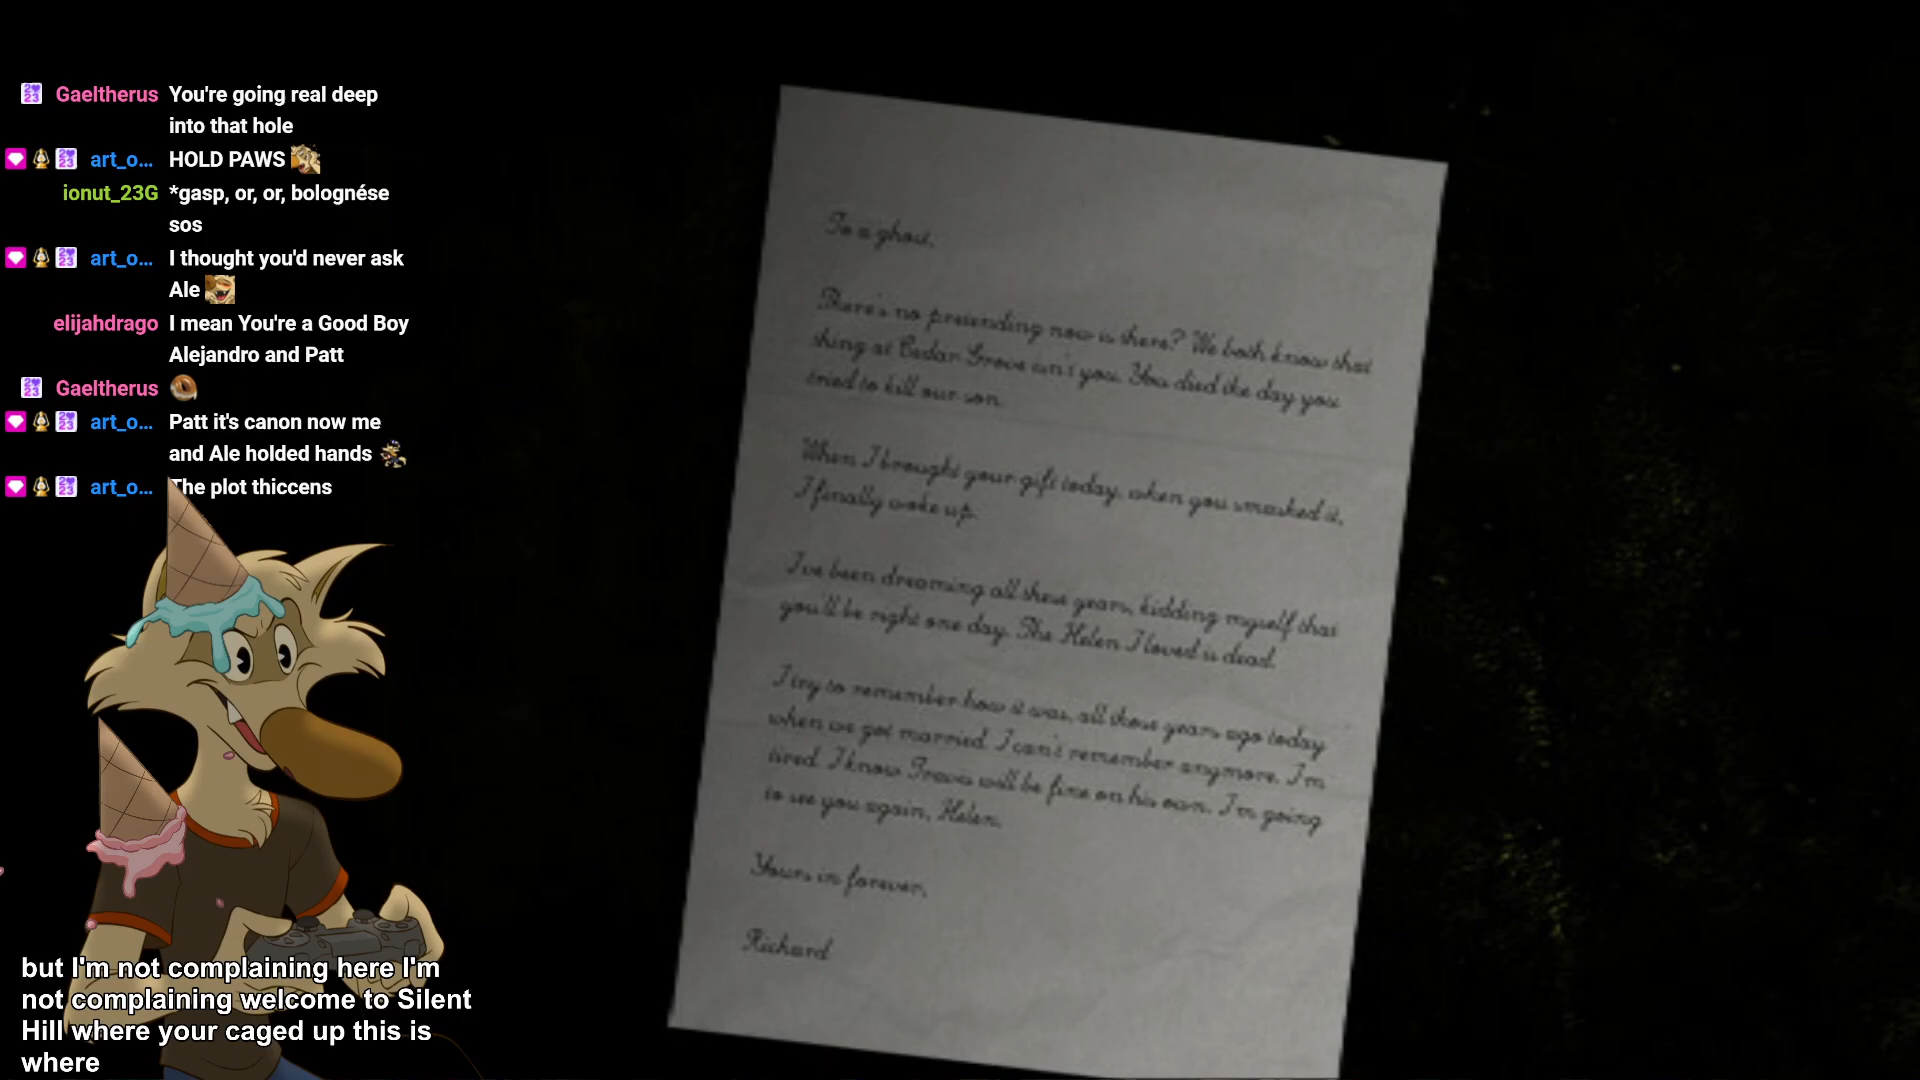 Gaeltherus You're going real deep
into that hole
art_o... HOLD PAWS
ionut_23G *gasp, or, or, bolognése
sos
art_o... I thought you'd never ask
Ale
elijahdrago I mean You're a Good Boy
Alejandro and Patt
Gaeltherus
art_o... Patt it's canon now me
and Ale holded hands
art_o... The plot thiccens
but I'm not complaining here I'm
not complaining welcome to Silent
Hill where your caged up this is
where
To a ghost,
There's no pretending now is there? We both know that
thing at Cedar Grove ain't you. You died the day you
tried to kill our son.
When I brought your gift today, when you smashed it,
I finally woke up.
I've been dreaming all these years, kidding myself that
you'll be right one day. The Helen I loved is dead.
I try to remember how it was, all those years ago today
when we got married. I can't remember anymore. I'm
tired. I know Travis will be fine on his own. I'm going
to see you again, Helen.
Yours in forever,
Richard